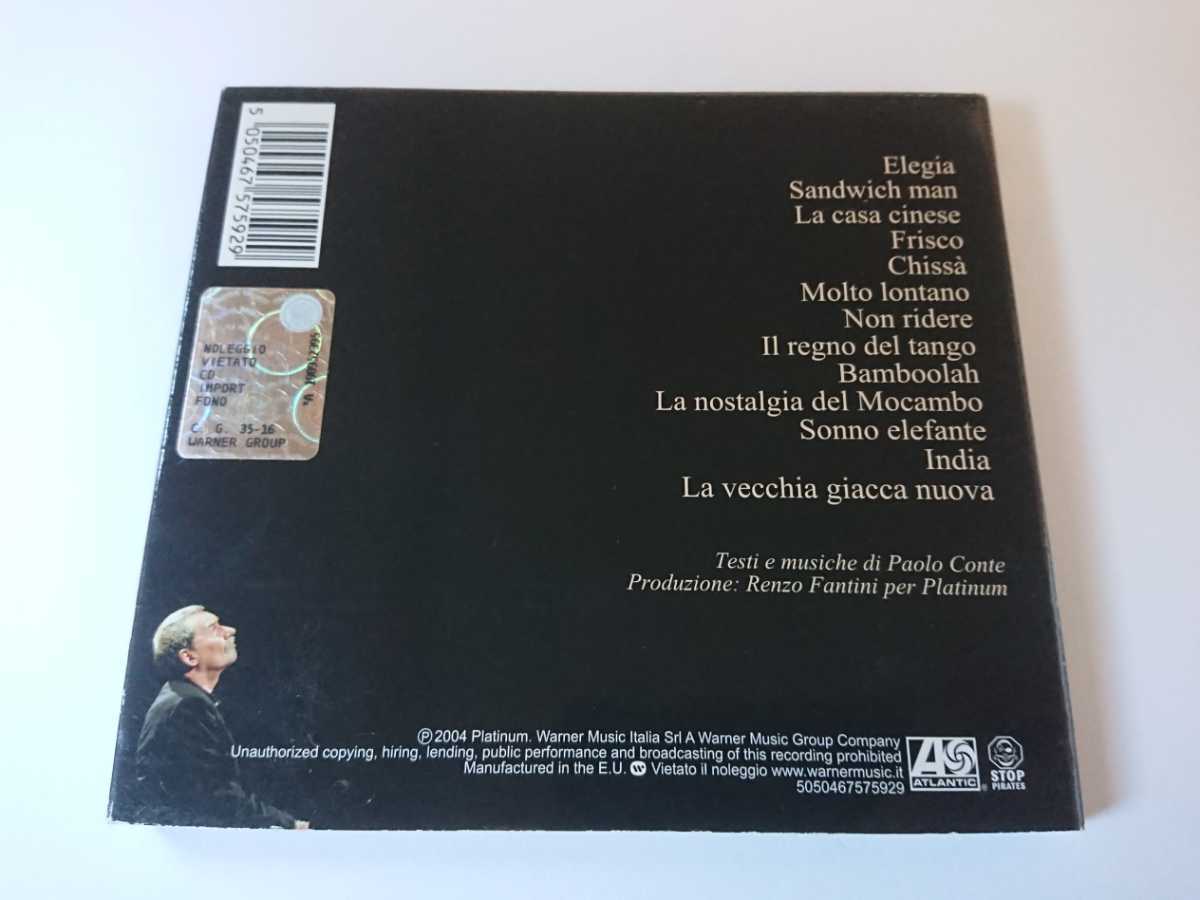 5 050467 575929
NOLEGGIO
VIETATO
CD
IMPORT
FONO
C. G. 35-16
WARNER GROUP
Elegia
Sandwich man
La casa cinese
Frisco
Chissà
Molto lontano
Non ridere
Il regno del tango
Bamboolah
La nostalgia del Mocambo
Sonno elefante
India
La vecchia giacca nuova
Testi e musiche di Paolo Conte
Produzione: Renzo Fantini per Platinum
℗ 2004 Platinum. Warner Music Italia Srl A Warner Music Group Company
Unauthorized copying, hiring, lending, public performance and broadcasting of this recording prohibited
Manufactured in the E.U. Vietato il noleggio www.warnermusic.it
5050467575929
ATLANTIC®
STOP
PIRATES